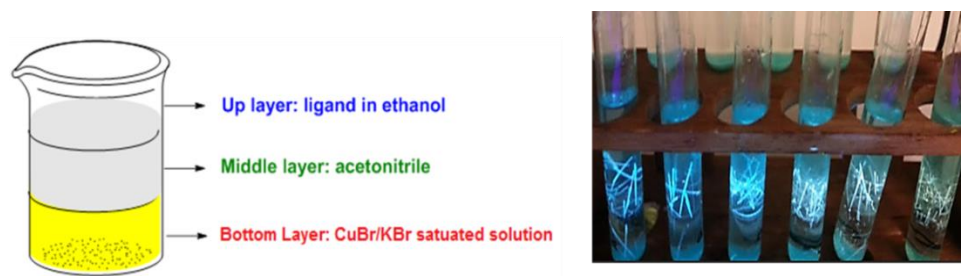 Up layer: ligand in ethanol
Middle layer: acetonitrile
Bottom Layer: CuBr/KBr satuated solution